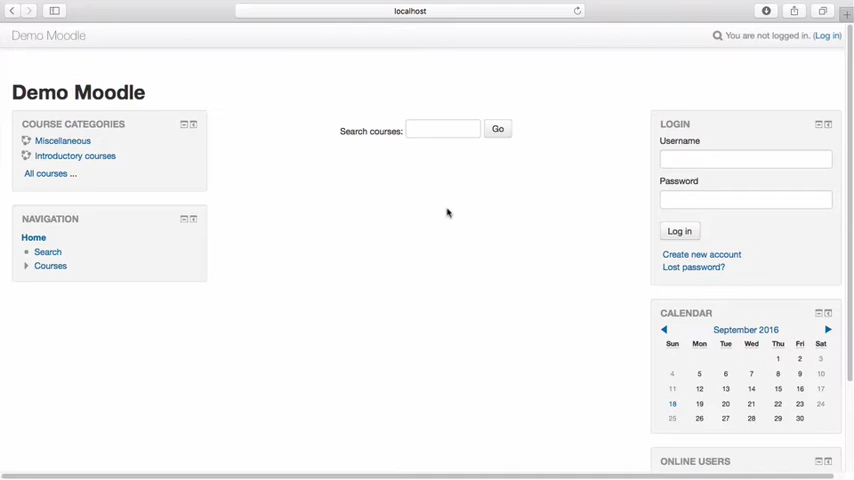 localhost
Demo Moodle
You are not logged in. (Log in)
Demo Moodle
COURSE CATEGORIES
Miscellaneous
Introductory courses
All courses ...
NAVIGATION
Home
Search
Courses
Search courses:
Go
LOGIN
Username
Password
Log in
Create new account
Lost password?
CALENDAR
September 2016
Sun Mon Tue Wed Thu Fri Sat
1 2 3
4 5 6 7 8 9 10
11 12 13 14 15 16 17
18 19 20 21 22 23 24
25 26 27 28 29 30
ONLINE USERS